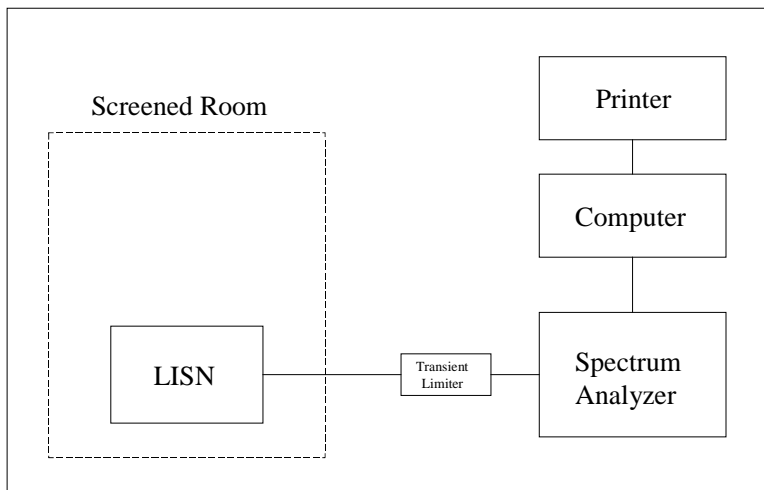 Screened Room
LISN
Transient
Limiter
Printer
Computer
Spectrum
Analyzer